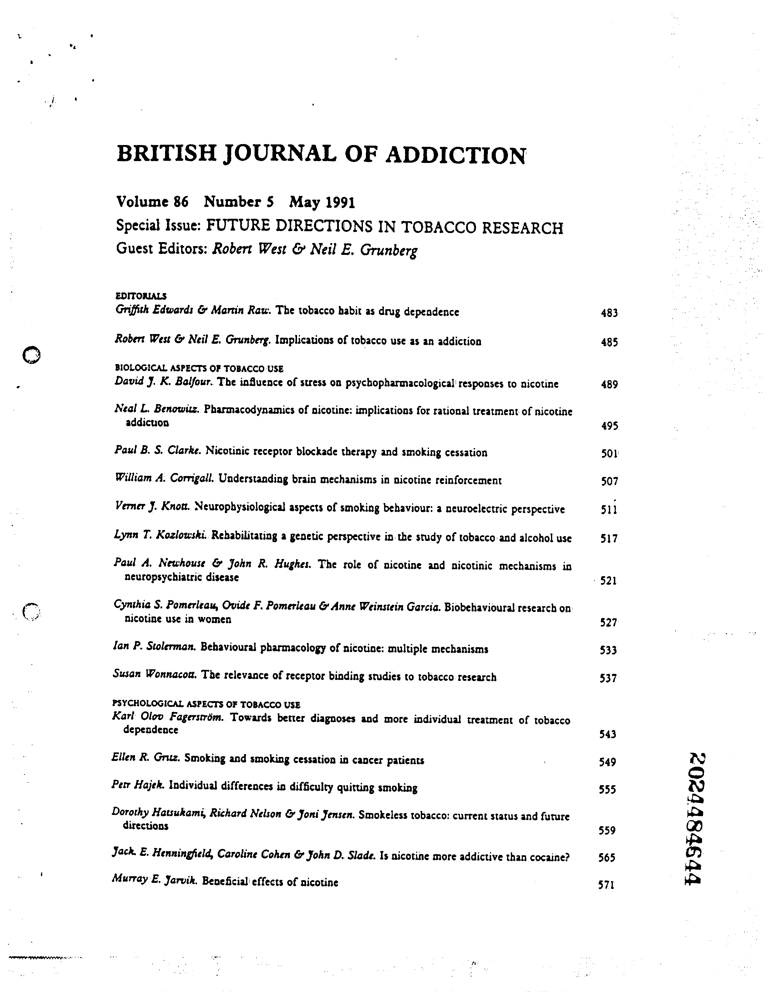 BRITISH JOURNAL OF ADDICTION
Volume 86 Number 5 May 1991
Special Issue: FUTURE DIRECTIONS IN TOBACCO RESEARCH
Guest Editors: Robert West & Neil E. Grunberg
EDITORIALS
Griffith Edwards & Martin Raw. The tobacco habit as drug dependence 483
Robert West & Neil E. Grunberg. Implications of tobacco use as an addiction 485
BIOLOGICAL ASPECTS OF TOBACCO USE
David J. K. Balfour. The influence of stress on psychopharmacological responses to nicotine 489
Neal L. Benowitz. Pharmacodynamics of nicotine: implications for rational treatment of nicotine
addiction 495
Paul B. S. Clarke. Nicotinic receptor blockade therapy and smoking cessation 501
William A. Corrigall. Understanding brain mechanisms in nicotine reinforcement 507
Verner J. Knott. Neurophysiological aspects of smoking behaviour: a neuroelectric perspective 511
Lynn T. Kozlowski. Rehabilitating a genetic perspective in the study of tobacco and alcohol use 517
Paul A. Newhouse & John R. Hughes. The role of nicotine and nicotinic mechanisms in
neuropsychiatric disease 521
Cynthia S. Pomerleau, Ovide F. Pomerleau & Anne Weinstein Garcia. Biobehavioural research on
nicotine use in women 527
Ian P. Stolerman. Behavioural pharmacology of nicotine: multiple mechanisms 533
Susan Wonnacott. The relevance of receptor binding studies to tobacco research 537
PSYCHOLOGICAL ASPECTS OF TOBACCO USE
Karl Olov Fagerström. Towards better diagnoses and more individual treatment of tobacco
dependence 543
Ellen R. Gritz. Smoking and smoking cessation in cancer patients 549
Petr Hajek. Individual differences in difficulty quitting smoking 555
Dorothy Hatsukami, Richard Nelson & Joni Jensen. Smokeless tobacco: current status and future
directions 559
Jack. E. Henningfield, Caroline Cohen & John D. Slade. Is nicotine more addictive than cocaine? 565
Murray E. Jarvik. Beneficial effects of nicotine 571
2024484644